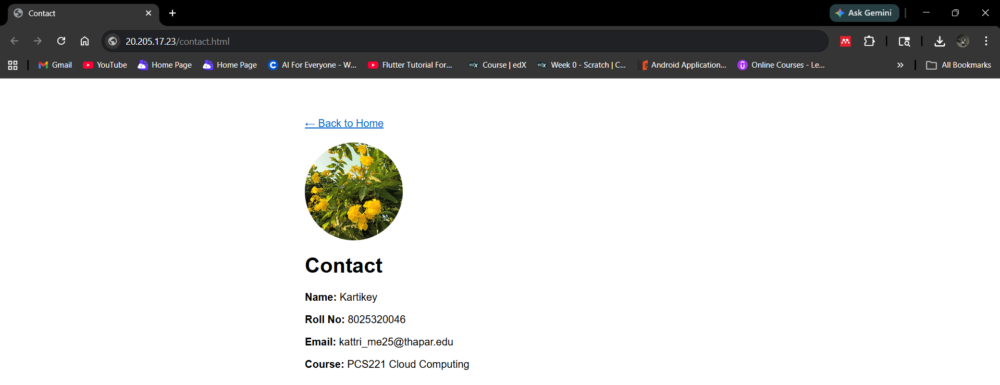 Contact
Ask Gemini
20.205.17.23/contact.html
Gmail YouTube Home Page Home Page AI For Everyone - W... Flutter Tutorial For... edX Course | edX edX Week 0 - Scratch | C... Android Application... Online Courses - Le... All Bookmarks
← Back to Home
Contact
Name: Kartikey
Roll No: 8025320046
Email: kattri_me25@thapar.edu
Course: PCS221 Cloud Computing